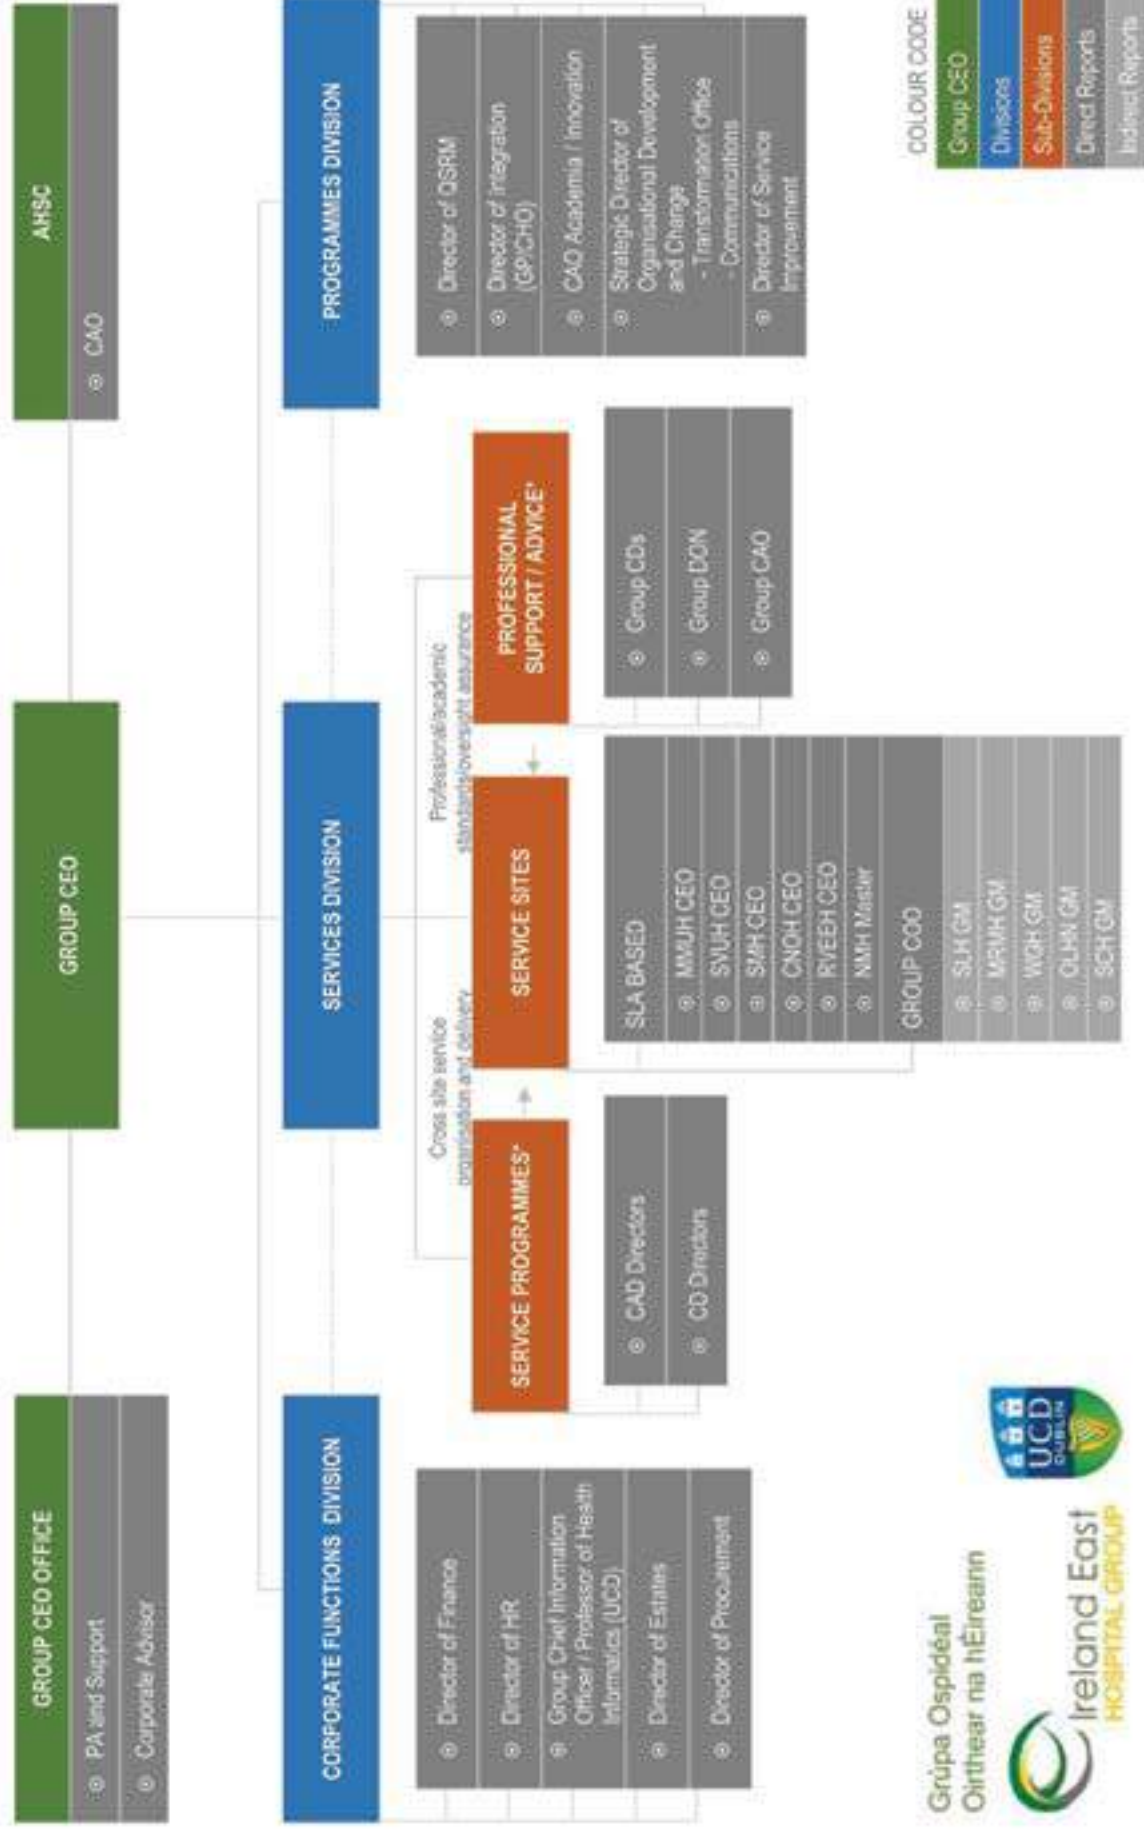 GROUP CEO OFFICE
PA and Support
Corporate Advisor
GROUP CEO
AHSC
CAO
CORPORATE FUNCTIONS DIVISION
Director of Finance
Director of HR
Group Chief Information
Officer / Professor of Health
Informatics (UCD)
Director of Estates
Director of Procurement
SERVICES DIVISION
Cross site service
organisation and delivery
Professional/academic
standards/oversight assurance
SERVICE PROGRAMMES*
CAD Directors
CD Directors
SERVICE SITES
SLA BASED
MMUH CEO
SVUH CEO
SMH CEO
CNOH CEO
RVEEH CEO
NMH Master
GROUP COO
SLH GM
MRMH GM
WGH GM
OLHN GM
SCH GM
PROFESSIONAL
SUPPORT / ADVICE*
Group CDs
Group DON
Group CAO
PROGRAMMES DIVISION
Director of QSRM
Director of Integration
(GP/CHO)
CAO Academia / Innovation
Strategic Director of
Organisational Development
and Change
- Transformation Office
- Communications
Director of Service
Improvement
Grúpa Ospidéal
Oirthear na hÉireann
Ireland East
HOSPITAL GROUP
UCD
DUBLIN
COLOUR CODE
Group CEO
Divisions
Sub-Divisions
Direct Reports
Indirect Reports